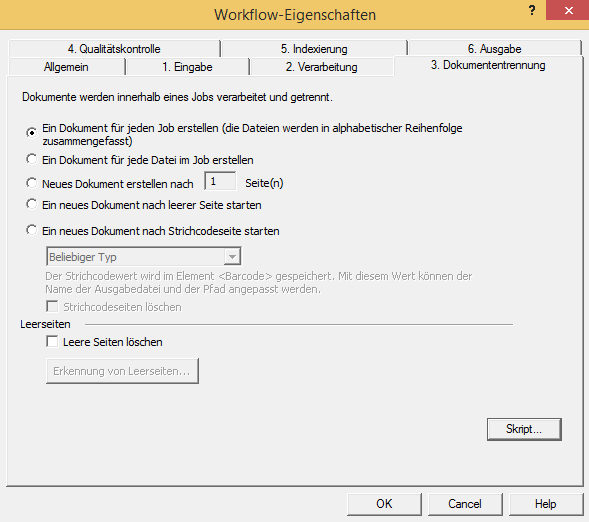 Workflow-Eigenschaften
?
4. Qualitätskontrolle
5. Indexierung
6. Ausgabe
Allgemein
1. Eingabe
2. Verarbeitung
3. Dokumententrennung
Dokumente werden innerhalb eines Jobs verarbeitet und getrennt.
Ein Dokument für jeden Job erstellen (die Dateien werden in alphabetischer Reihenfolge
zusammengefasst)
Ein Dokument für jede Datei im Job erstellen
Neues Dokument erstellen nach 1 Seite(n)
Ein neues Dokument nach leerer Seite starten
Ein neues Dokument nach Strichcodeseite starten
Beliebiger Typ
Der Strichcodewert wird im Element <Barcode> gespeichert. Mit diesem Wert können der
Name der Ausgabedatei und der Pfad angepasst werden.
Strichcodeseiten löschen
Leerseiten
Leere Seiten löschen
Erkennung von Leerseiten...
Skript...
OK
Cancel
Help